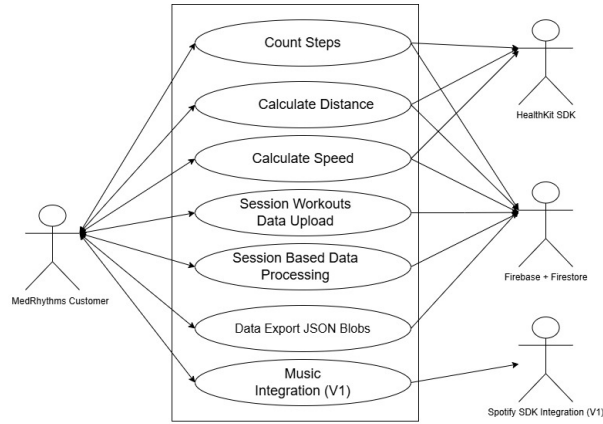 Count Steps
Calculate Distance
Calculate Speed
Session Workouts
Data Upload
Session Based Data
Processing
Data Export JSON Blobs
Music
Integration (V1)
MedRhythms Customer
HealthKit SDK
Firebase + Firestore
Spotify SDK Integration (V1)